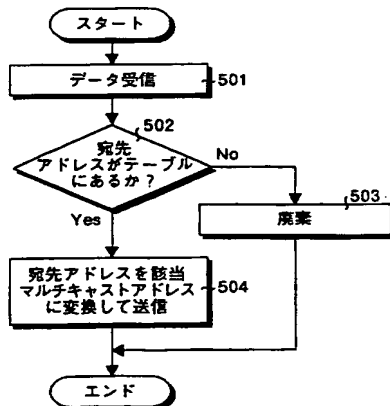 スタート
データ受信
501
502
宛先
アドレスがテーブル
にあるか？
No
Yes
503
廃棄
宛先アドレスを該当
マルチキャストアドレス
に変換して送信
504
エンド